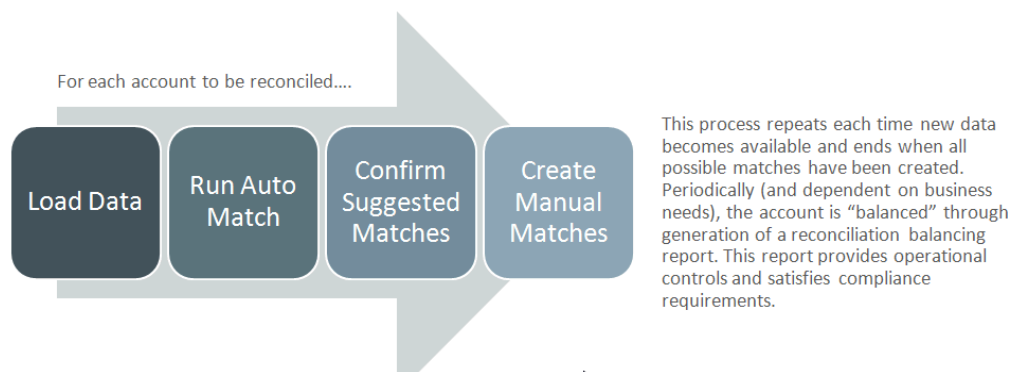 For each account to be reconciled....
Load Data
Run Auto
Match
Confirm
Suggested
Matches
Create
Manual
Matches
This process repeats each time new data
becomes available and ends when all
possible matches have been created.
Periodically (and dependent on business
needs), the account is “balanced” through
generation of a reconciliation balancing
report. This report provides operational
controls and satisfies compliance
requirements.